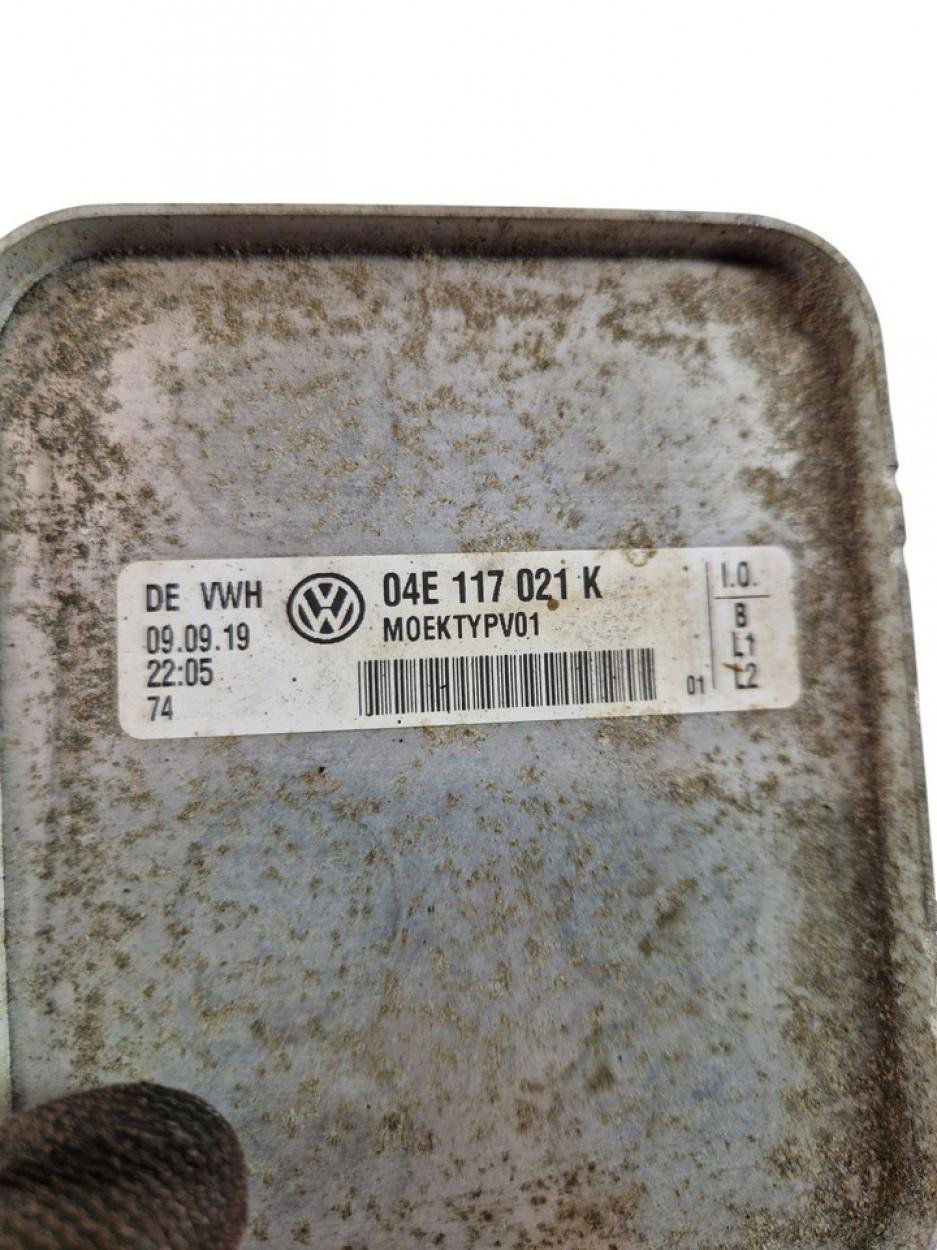 DE VWH
09.09.19
22:05
74
04E 117 021 K
MOEKTYPV01
01
I.O.
B
L1
L2